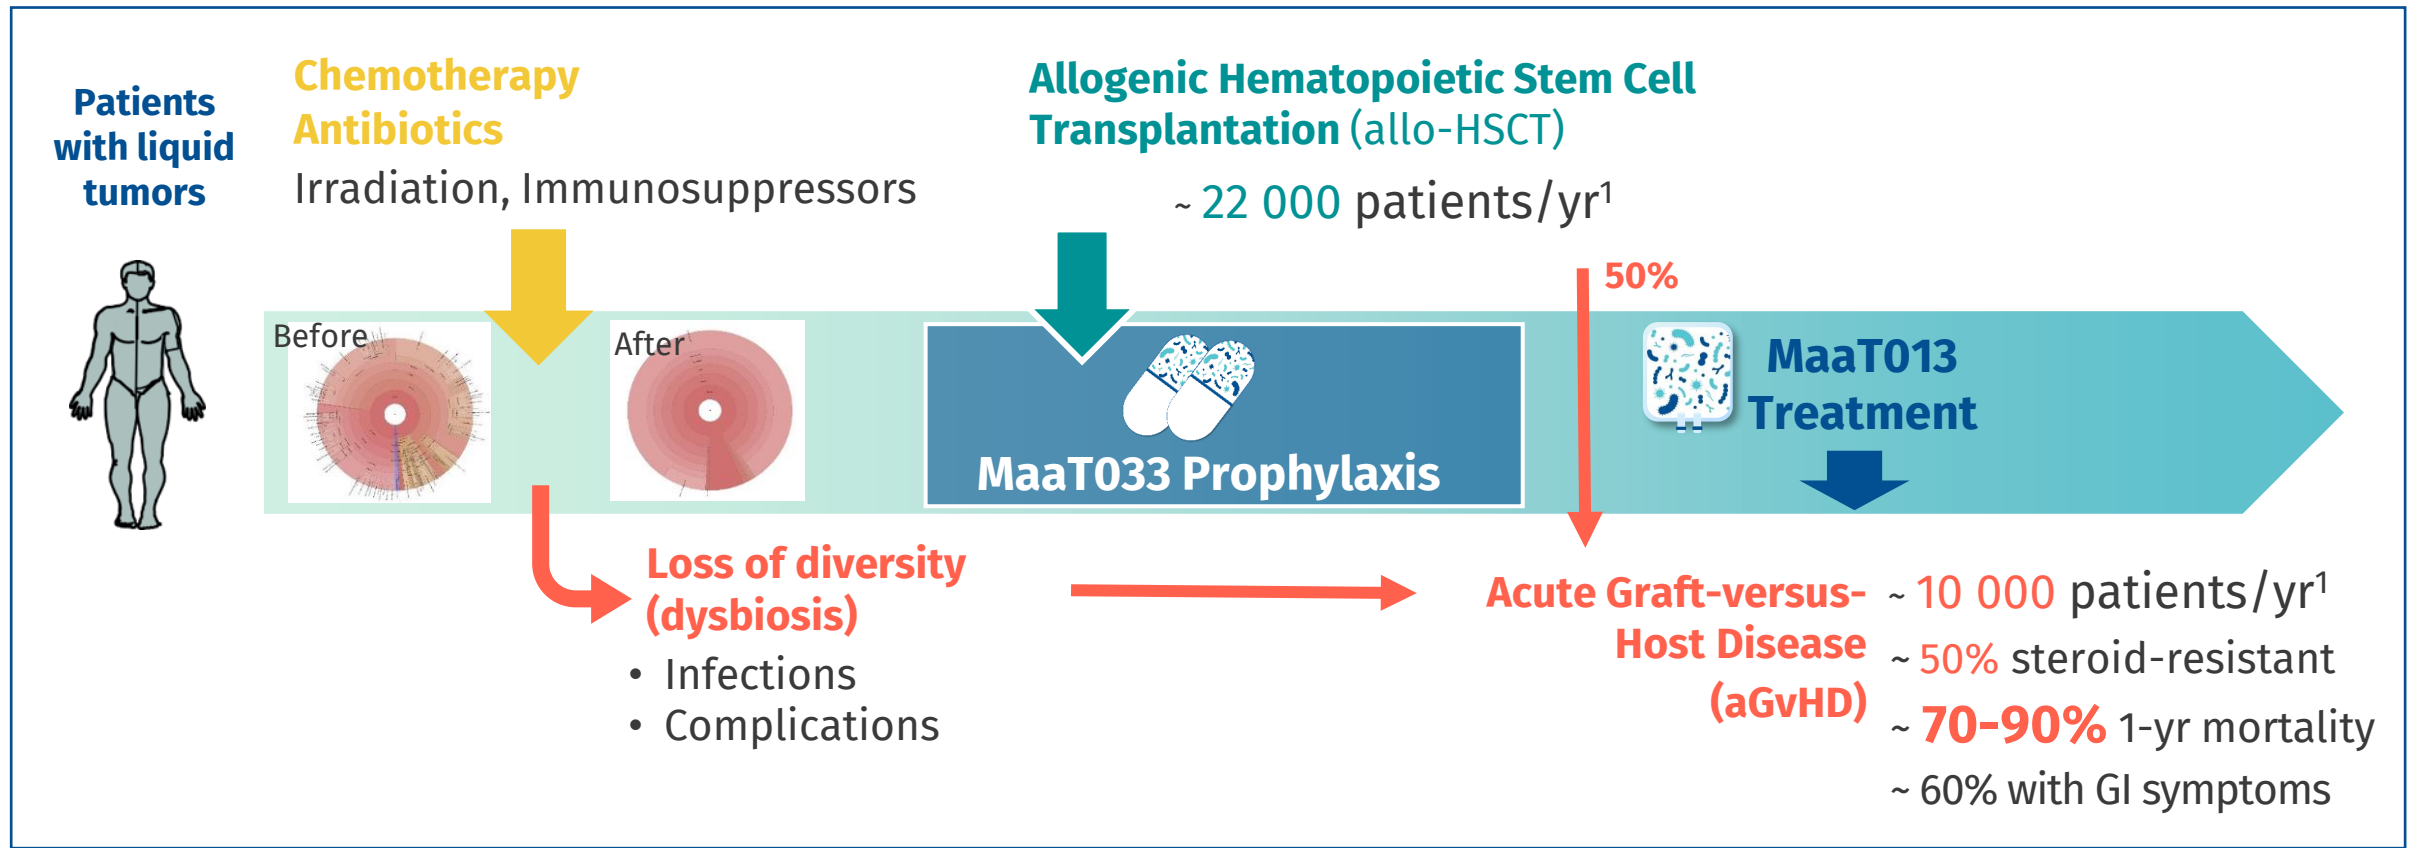 Patients
with liquid
tumors
Chemotherapy
Antibiotics
Irradiation, Immunosuppressors
Allogenic Hematopoietic Stem Cell
Transplantation (allo-HSCT)
~ 22 000 patients/yr¹
50%
Before
After
MaaT033 Prophylaxis
MaaT013
Treatment
Loss of diversity
(dysbiosis)
• Infections
• Complications
Acute Graft-versus-
Host Disease
(aGvHD)
~ 10 000 patients/yr¹
~ 50% steroid-resistant
~ 70-90% 1-yr mortality
~ 60% with GI symptoms